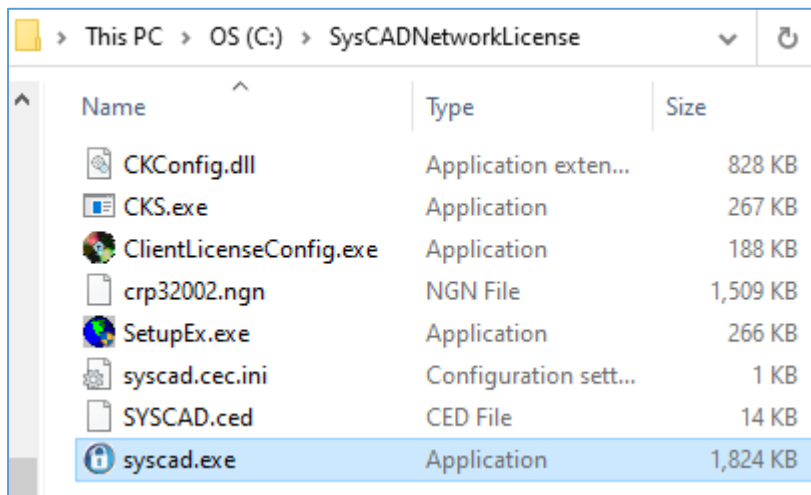 This PC > OS (C:) > SysCADNetworkLicense
Name Type Size
CKConfig.dll Application exten... 828 KB
CKS.exe Application 267 KB
ClientLicenseConfig.exe Application 188 KB
crp32002.ngn NGN File 1,509 KB
SetupEx.exe Application 266 KB
syscad.cec.ini Configuration sett... 1 KB
SYSCAD.ced CED File 14 KB
syscad.exe Application 1,824 KB